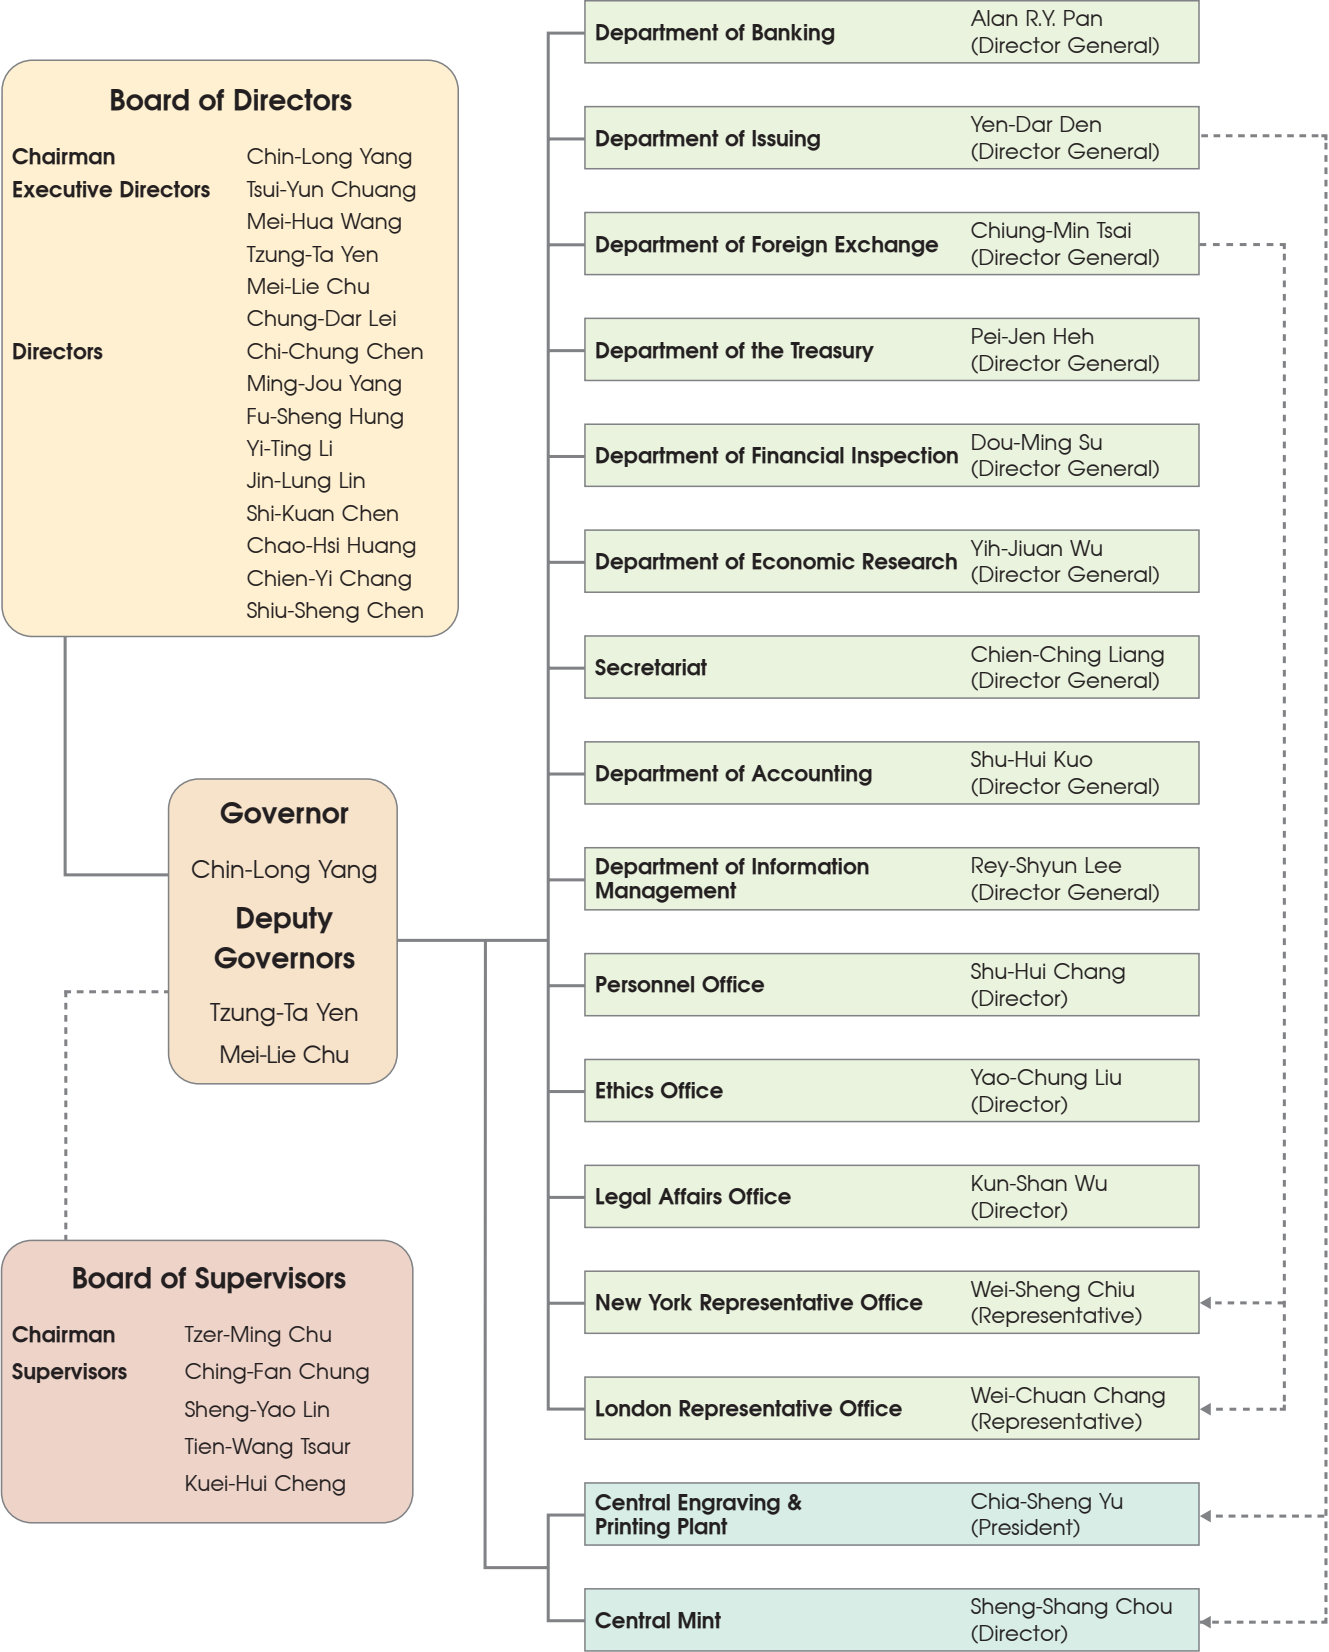 Board of Directors
Chairman Chin-Long Yang
Executive Directors Tsui-Yun Chuang
Mei-Hua Wang
Tzung-Ta Yen
Mei-Lie Chu
Chung-Dar Lei
Directors Chi-Chung Chen
Ming-Jou Yang
Fu-Sheng Hung
Yi-Ting Li
Jin-Lung Lin
Shi-Kuan Chen
Chao-Hsi Huang
Chien-Yi Chang
Shiu-Sheng Chen
Governor
Chin-Long Yang
Deputy
Governors
Tzung-Ta Yen
Mei-Lie Chu
Board of Supervisors
Chairman Tzer-Ming Chu
Supervisors Ching-Fan Chung
Sheng-Yao Lin
Tien-Wang Tsaur
Kuei-Hui Cheng
Department of Banking
Alan R.Y. Pan
(Director General)
Department of Issuing
Yen-Dar Den
(Director General)
Department of Foreign Exchange
Chiung-Min Tsai
(Director General)
Department of the Treasury
Pei-Jen Heh
(Director General)
Department of Financial Inspection
Dou-Ming Su
(Director General)
Department of Economic Research
Yih-Jiuan Wu
(Director General)
Secretariat
Chien-Ching Liang
(Director General)
Department of Accounting
Shu-Hui Kuo
(Director General)
Department of Information
Management
Rey-Shyun Lee
(Director General)
Personnel Office
Shu-Hui Chang
(Director)
Ethics Office
Yao-Chung Liu
(Director)
Legal Affairs Office
Kun-Shan Wu
(Director)
New York Representative Office
Wei-Sheng Chiu
(Representative)
London Representative Office
Wei-Chuan Chang
(Representative)
Central Engraving &
Printing Plant
Chia-Sheng Yu
(President)
Central Mint
Sheng-Shang Chou
(Director)